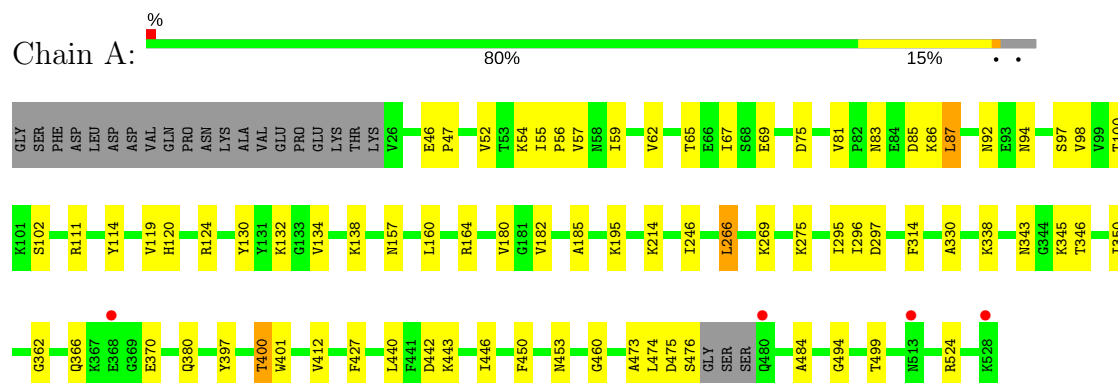 %
Chain A:
80% 15% • •
GLY SER PHE ASP LEU ASP ASP VAL GLN PRO ASN LYS ALA VAL GLU PRO GLU LYS THR LYS V26 E46 P47 V52 T53 K54 I55 P56 V57 N58 I59 V62 T65 E66 I67 S68 E69 D75 V81 P82 N83 E84 D85 K86 L87 N92 E93 N94 S97 V98 V99 T100
K101 S102 R111 Y114 V119 H120 R124 Y130 Y131 K132 G133 V134 K138 N157 L160 R164 V180 G181 V182 A185 K195 K214 I246 L266 K269 K275 I295 I296 D297 F314 A330 K338 N343 G344 K345 T346
G362 Q366 K367 E368 G369 E370 Q380 Y397 T400 W401 V412 F427 L440 F441 D442 K443 I446 F450 N453 G460 A473 L474 D475 S476 GLY SER SER Q480 A484 G494 T499 N513 R524 K528